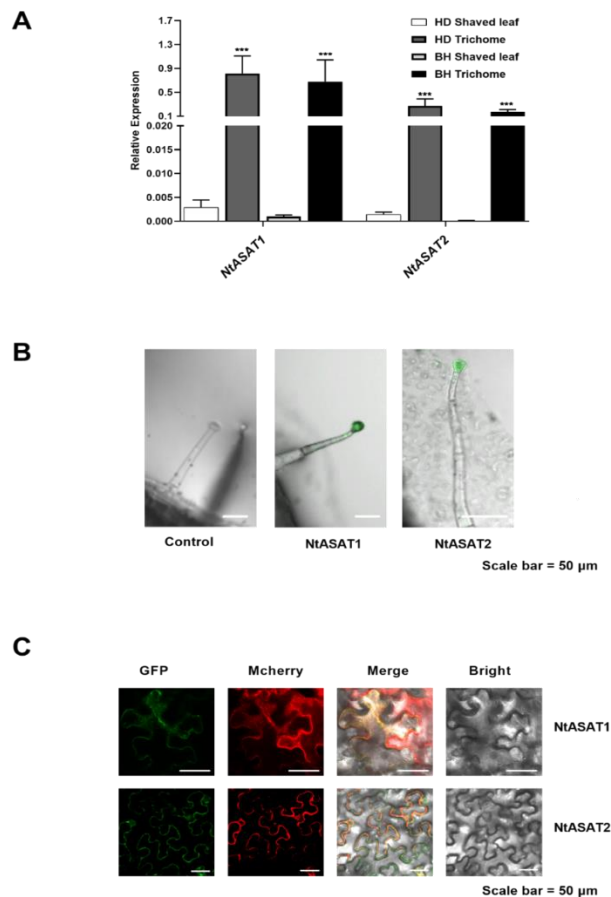 A
HD Shaved leaf
HD Trichome
BH Shaved leaf
BH Trichome
Relative Expression
1.7
1.3
0.9
0.5
0.1
0.020
0.015
0.010
0.005
0.000
***
***
***
***
NtASAT1
NtASAT2
B
Control
NtASAT1
NtASAT2
Scale bar = 50 μm
C
GFP
Mcherry
Merge
Bright
NtASAT1
NtASAT2
Scale bar = 50 μm